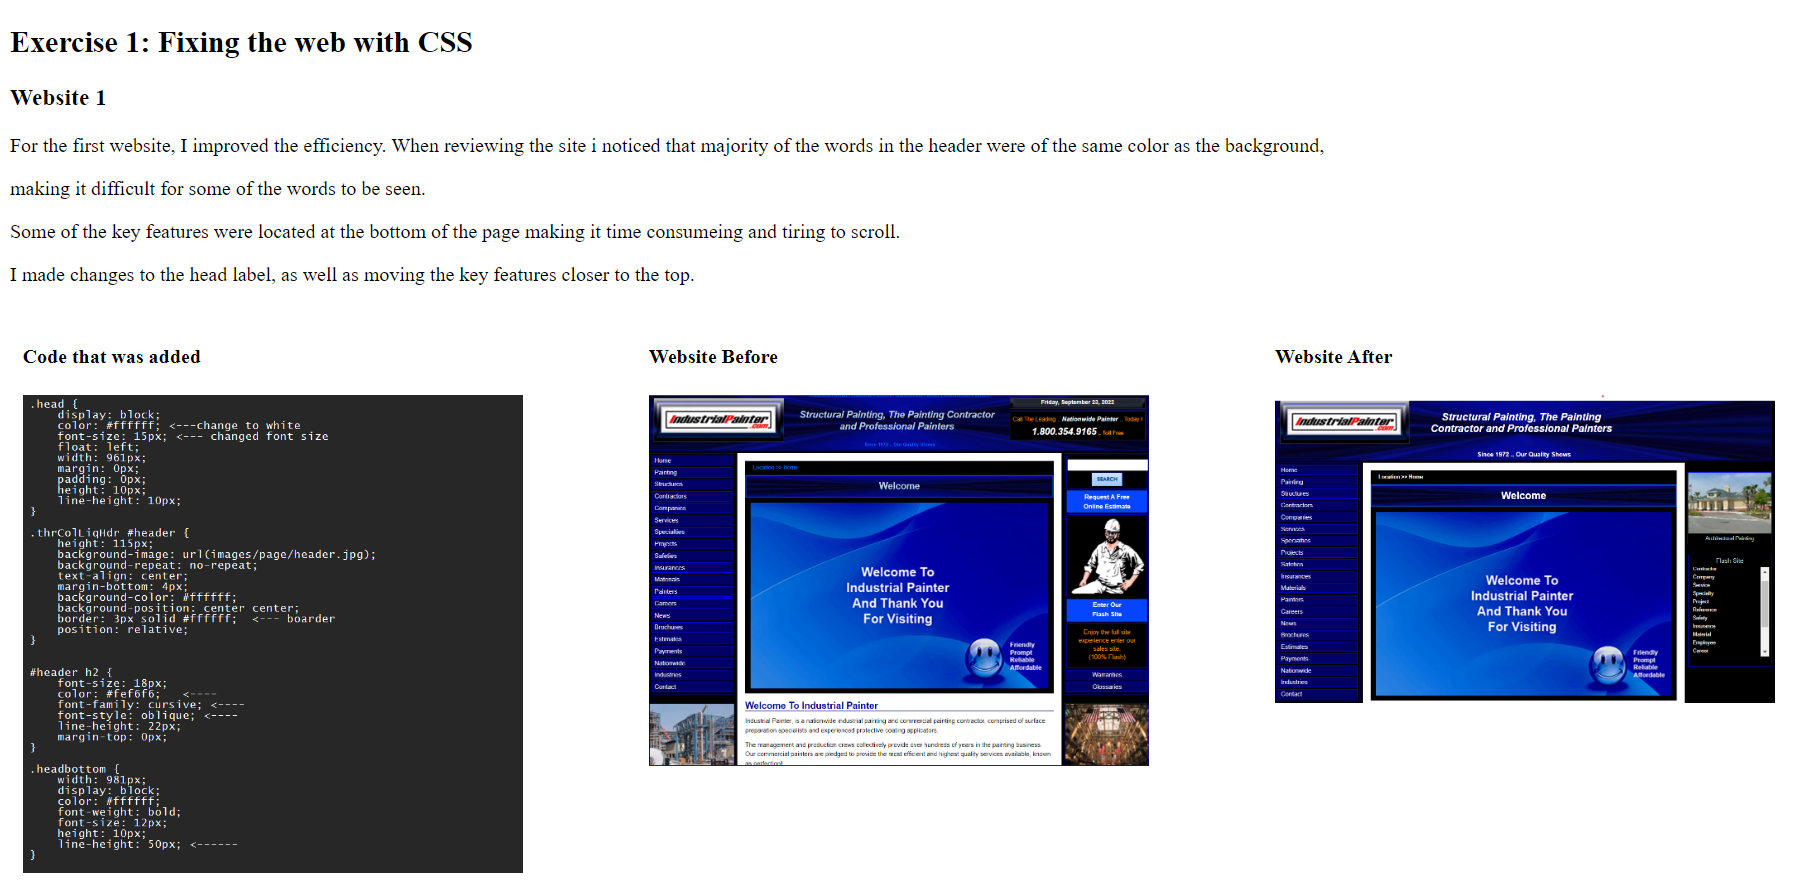 Exercise 1: Fixing the web with CSS
Website 1
For the first website, I improved the efficiency. When reviewing the site i noticed that majority of the words in the header were of the same color as the background,
making it difficult for some of the words to be seen.
Some of the key features were located at the bottom of the page making it time consumeing and tiring to scroll.
I made changes to the head label, as well as moving the key features closer to the top.
Code that was added
.head {
display: block;
color: #ffffff; <---change to white
font-size: 15px; <--- changed font size
float: left;
width: 961px;
margin: 0px;
padding: 0px;
height: 10px;
line-height: 10px;
}
.thrColLiqHdr #header {
height: 115px;
background-image: url(images/page/header.jpg);
background-repeat: no-repeat;
text-align: center;
margin-bottom: 4px;
background-color: #ffffff;
background-position: center center;
border: 3px solid #ffffff; <--- boarder
position: relative;
}
#header h2 {
font-size: 18px;
color: #fef6f6; <----
font-family: cursive; <----
font-style: oblique; <----
line-height: 22px;
margin-top: 0px;
}
.headbottom {
width: 981px;
display: block;
color: #ffffff;
font-weight: bold;
font-size: 12px;
height: 10px;
line-height: 50px; <------
}
Website Before
IndustrialPainter
.com
Structural Painting, The Painting Contractor
and Professional Painters
Since 1972 .. Our Quality Shows
Friday, September 23, 2022
Call The Leading . Nationwide Painter . Today !
1.800.354.9165 .. Toll Free
Home
Painting
Structures
Contractors
Companies
Services
Specialties
Projects
Safeties
Insurances
Materials
Painters
Careers
News
Brochures
Estimates
Payments
Nationwide
Industries
Contact
Location >> Home
Welcome
Welcome To
Industrial Painter
And Thank You
For Visiting
Friendly
Prompt
Reliable
Affordable
SEARCH
Request A Free
Online Estimate
Enter Our
Flash Site
Enjoy the full site
experience enter our
sales site.
(100% Flash)
Warranties
Glossaries
Welcome To Industrial Painter
Industrial Painter, is a nationwide industrial painting and commercial painting contractor, comprised of surface
preparation specialists and experienced protective coating applicators.
The management and production crews collectively provide over hundreds of years in the painting business.
Our commercial painters are pledged to provide the most efficient and highest quality services available, known
as perfection!
Website After
IndustrialPainter
.com
Structural Painting, The Painting
Contractor and Professional Painters
Since 1972 .. Our Quality Shows
Home
Painting
Structures
Contractors
Companies
Services
Specialties
Projects
Safeties
Insurances
Materials
Painters
Careers
News
Brochures
Estimates
Payments
Nationwide
Industries
Contact
Location >> Home
Welcome
Welcome To
Industrial Painter
And Thank You
For Visiting
Friendly
Prompt
Reliable
Affordable
Architectural Painting
Flash Site
Contractor
Company
Service
Specialty
Project
Reference
Safety
Insurance
Material
Employee
Career